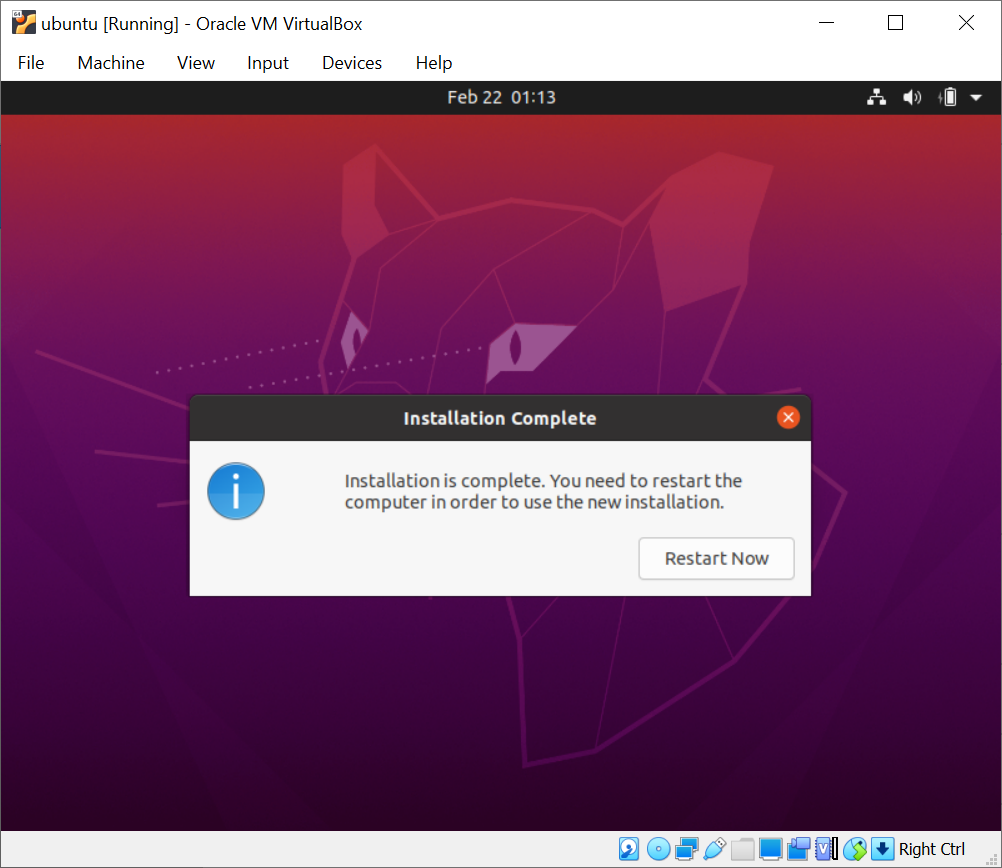 ubuntu [Running] - Oracle VM VirtualBox
File Machine View Input Devices Help
Feb 22 01:13
Installation Complete
Installation is complete. You need to restart the
computer in order to use the new installation.
Restart Now
Right Ctrl